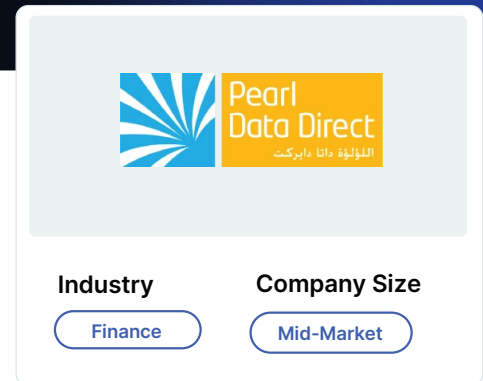 Pearl
Data Direct
اللؤلؤة داتا دايركت
Industry
Company Size
Finance
Mid-Market